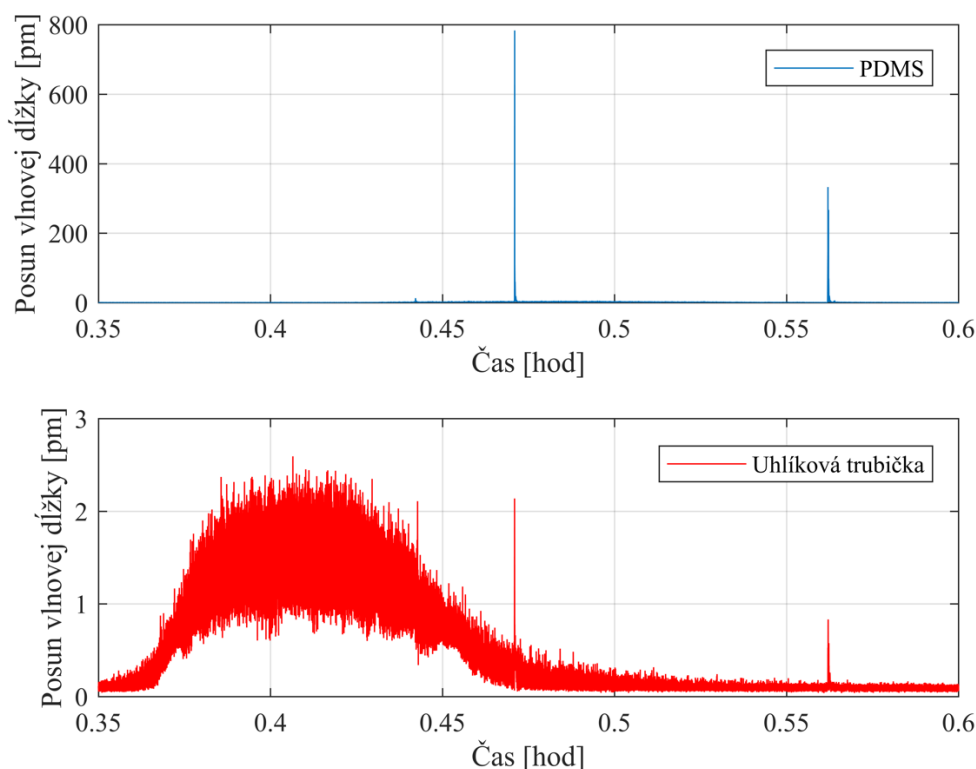 800
600
400
200
0
Posun vlnovej dĺžky [pm]
PDMS
0.35 0.4 0.45 0.5 0.55 0.6
Čas [hod]
3
2
1
0
Posun vlnovej dĺžky [pm]
Uhlíková trubička
0.35 0.4 0.45 0.5 0.55 0.6
Čas [hod]